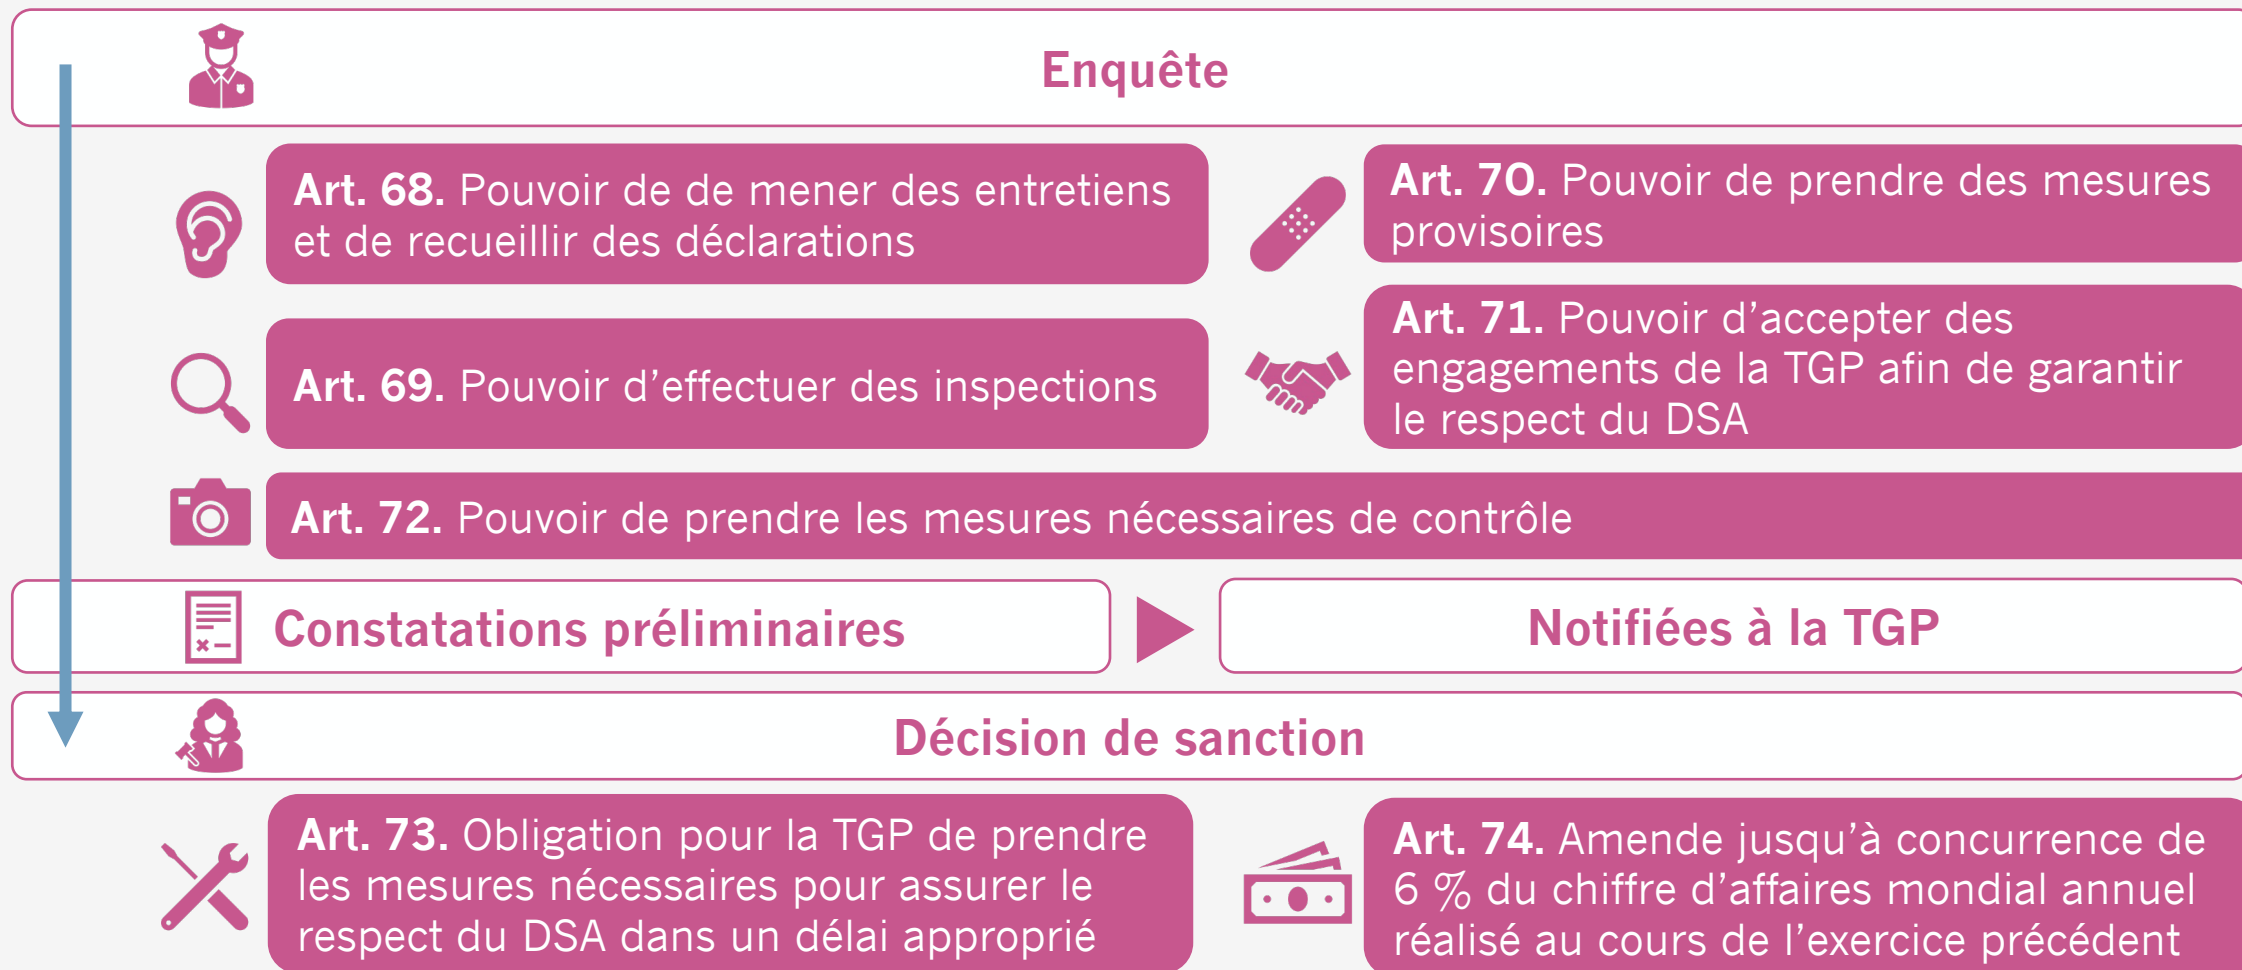 Enquête
Art. 68. Pouvoir de de mener des entretiens
et de recueillir des déclarations
Art. 70. Pouvoir de prendre des mesures
provisoires
Art. 69. Pouvoir d’effectuer des inspections
Art. 71. Pouvoir d’accepter des
engagements de la TGP afin de garantir
le respect du DSA
Art. 72. Pouvoir de prendre les mesures nécessaires de contrôle
Constatations préliminaires
Notifiées à la TGP
Décision de sanction
Art. 73. Obligation pour la TGP de prendre
les mesures nécessaires pour assurer le
respect du DSA dans un délai approprié
Art. 74. Amende jusqu’à concurrence de
6 % du chiffre d’affaires mondial annuel
réalisé au cours de l’exercice précédent